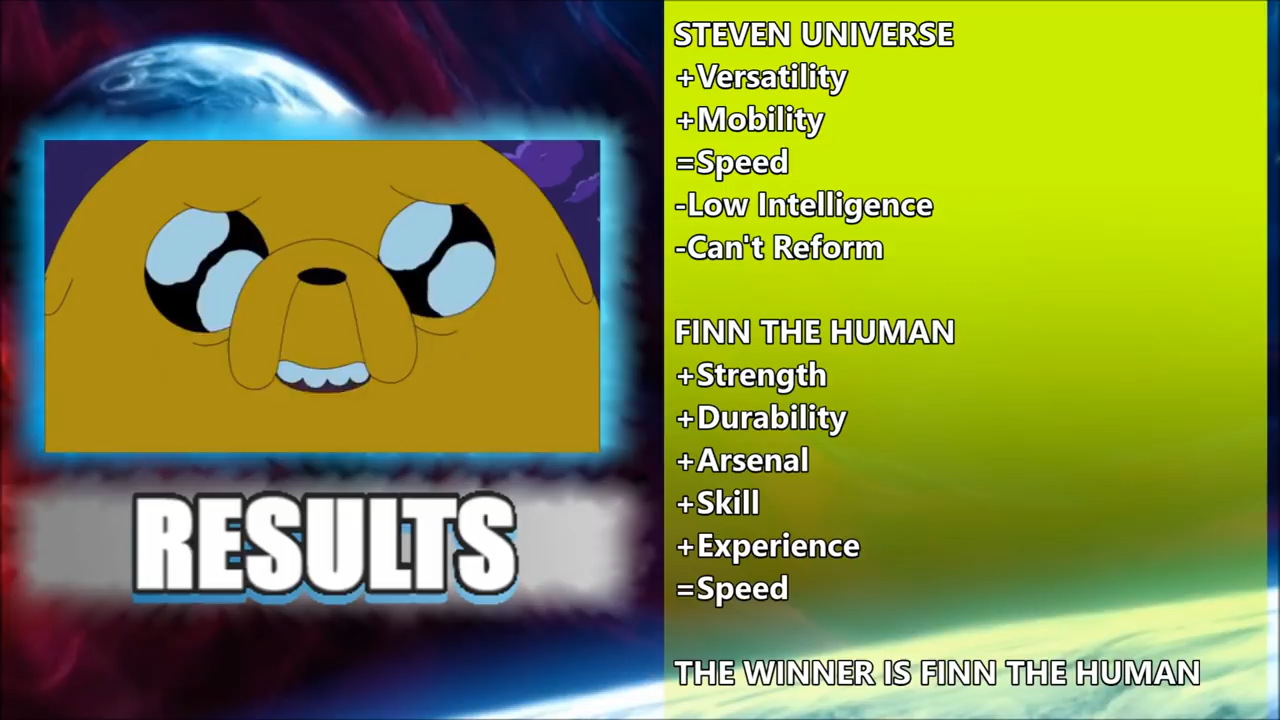 RESULTS
STEVEN UNIVERSE
+Versatility
+Mobility
=Speed
-Low Intelligence
-Can't Reform
FINN THE HUMAN
+Strength
+Durability
+Arsenal
+Skill
+Experience
=Speed
THE WINNER IS FINN THE HUMAN